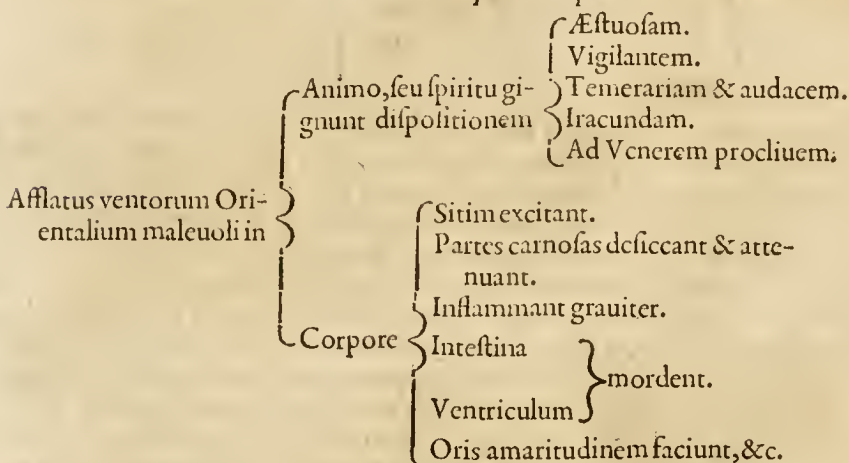 Æſtuoſam.
Vigilantem.
Animo, ſeu ſpiritu gi-
gnunt diſpoſitionem
Temerariam & audacem.
Iracundam.
Ad Venerem procliuem.
Afflatus ventorum Ori-
entalium maleuoli in
Corpore
Sitim excitant.
Partes carnoſas deſiccant & atte-
nuant.
Inflammant grauiter.
Inteſtina
mordent.
Ventriculum
Oris amaritudinem faciunt, &c.